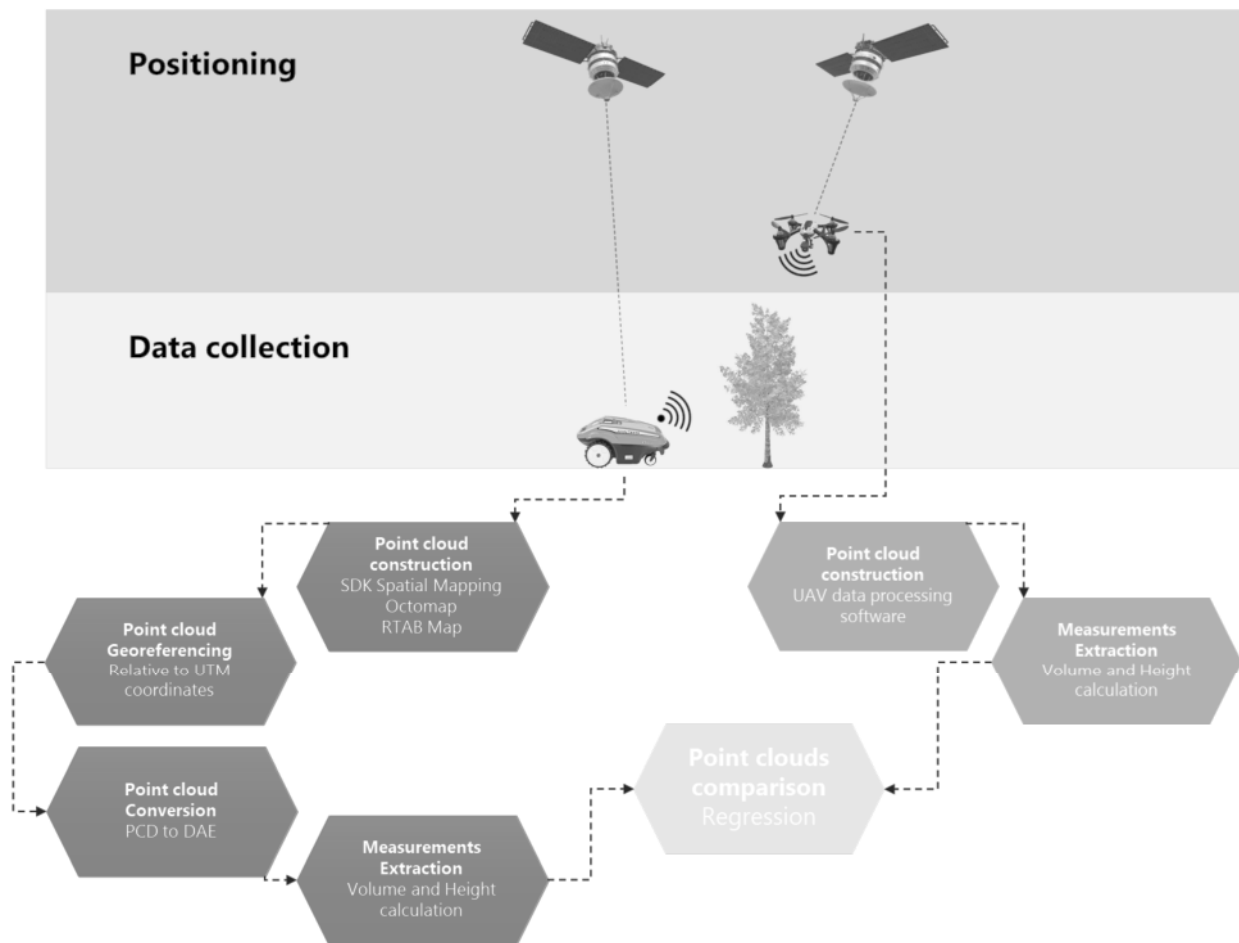 Positioning
Data collection
Point cloud
construction
SDK Spatial Mapping
Octomap
RTAB Map
Point cloud
Georeferencing
Relative to UTM
coordinates
Point cloud
Conversion
PCD to DAE
Measurements
Extraction
Volume and Height
calculation
Point cloud
construction
UAV data processing
software
Measurements
Extraction
Volume and Height
calculation
Point clouds
comparison
Regression